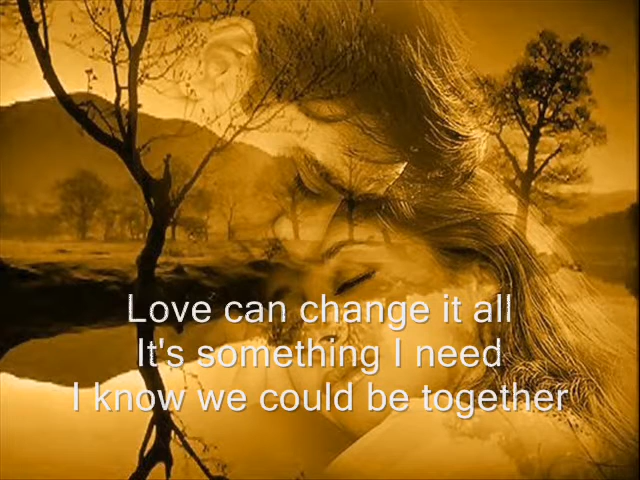 Love can change it all
It's something I need
I know we could be together